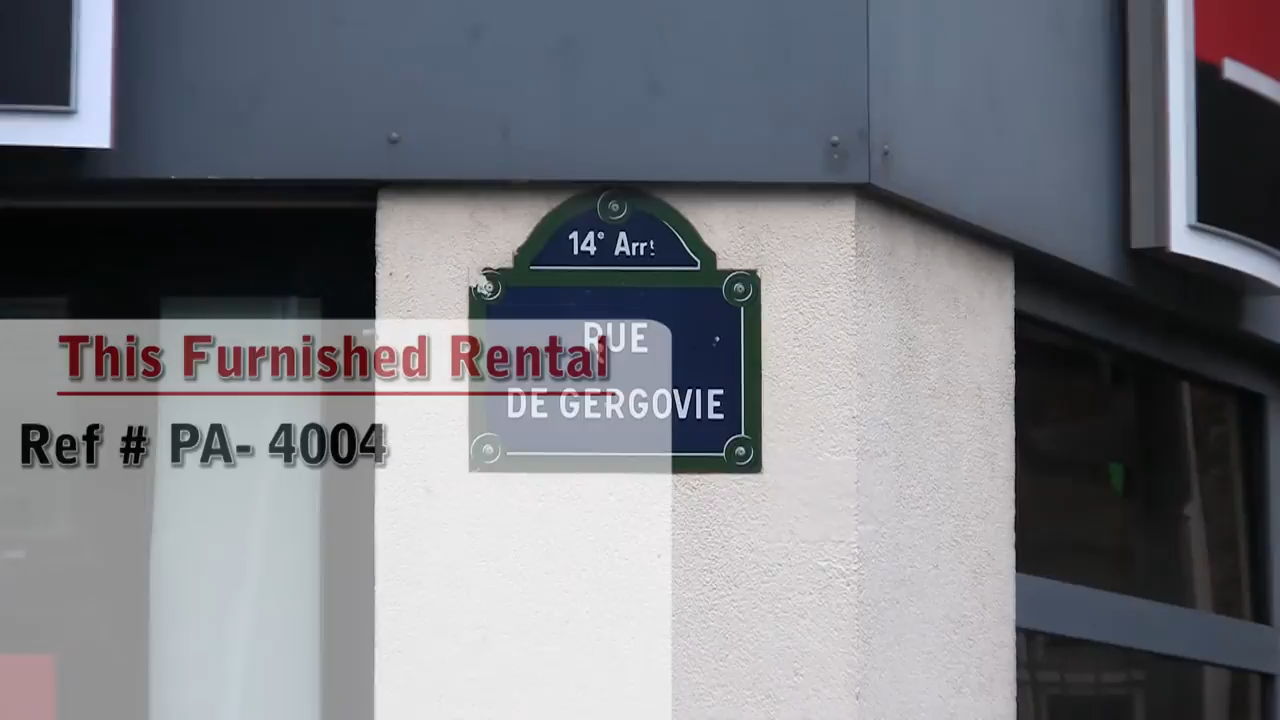 14e Arrt
RUE
DE GERGOVIE
This Furnished Rental
Ref # PA- 4004